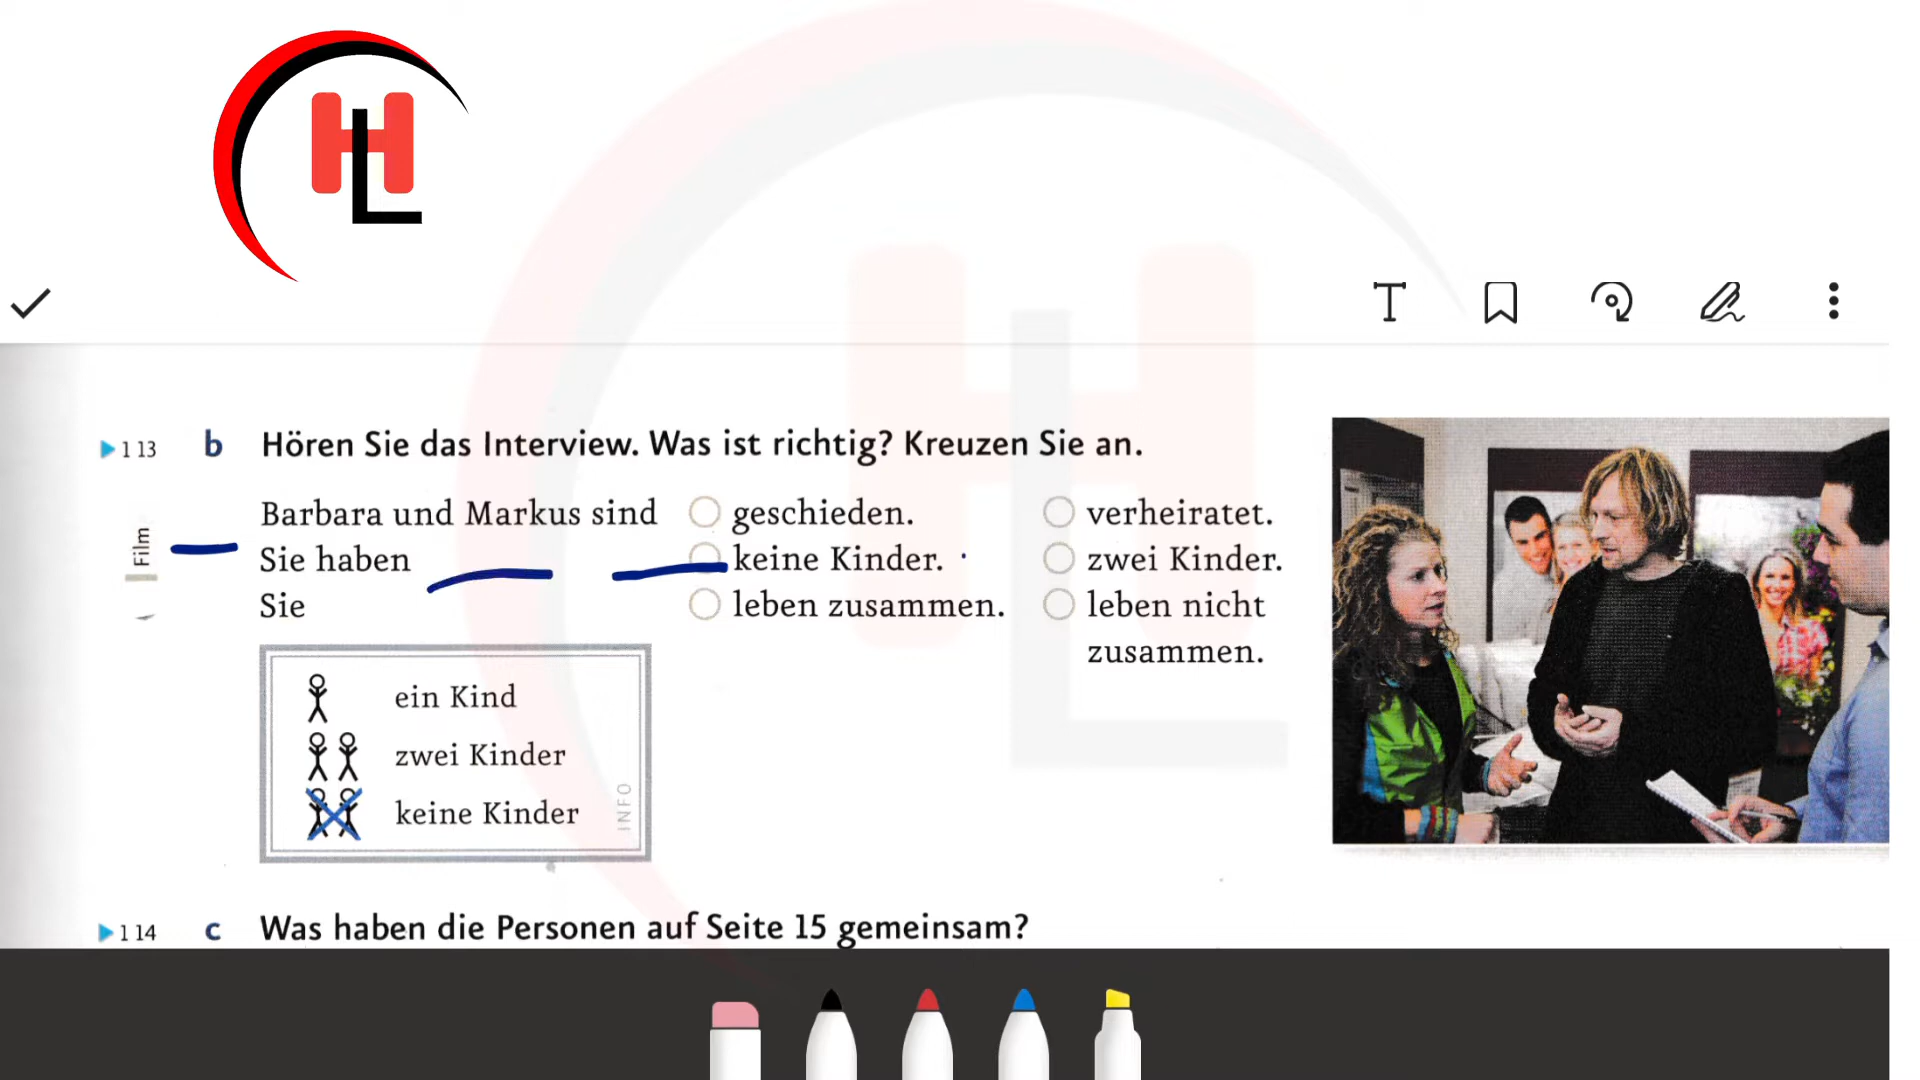 HL
T
▶ 1 13 b Hören Sie das Interview. Was ist richtig? Kreuzen Sie an.
Film
Barbara und Markus sind ○ geschieden. ○ verheiratet.
Sie haben ○ keine Kinder. ○ zwei Kinder.
Sie ○ leben zusammen. ○ leben nicht
zusammen.
ein Kind
zwei Kinder
keine Kinder
INFO
▶ 1 14 c Was haben die Personen auf Seite 15 gemeinsam?